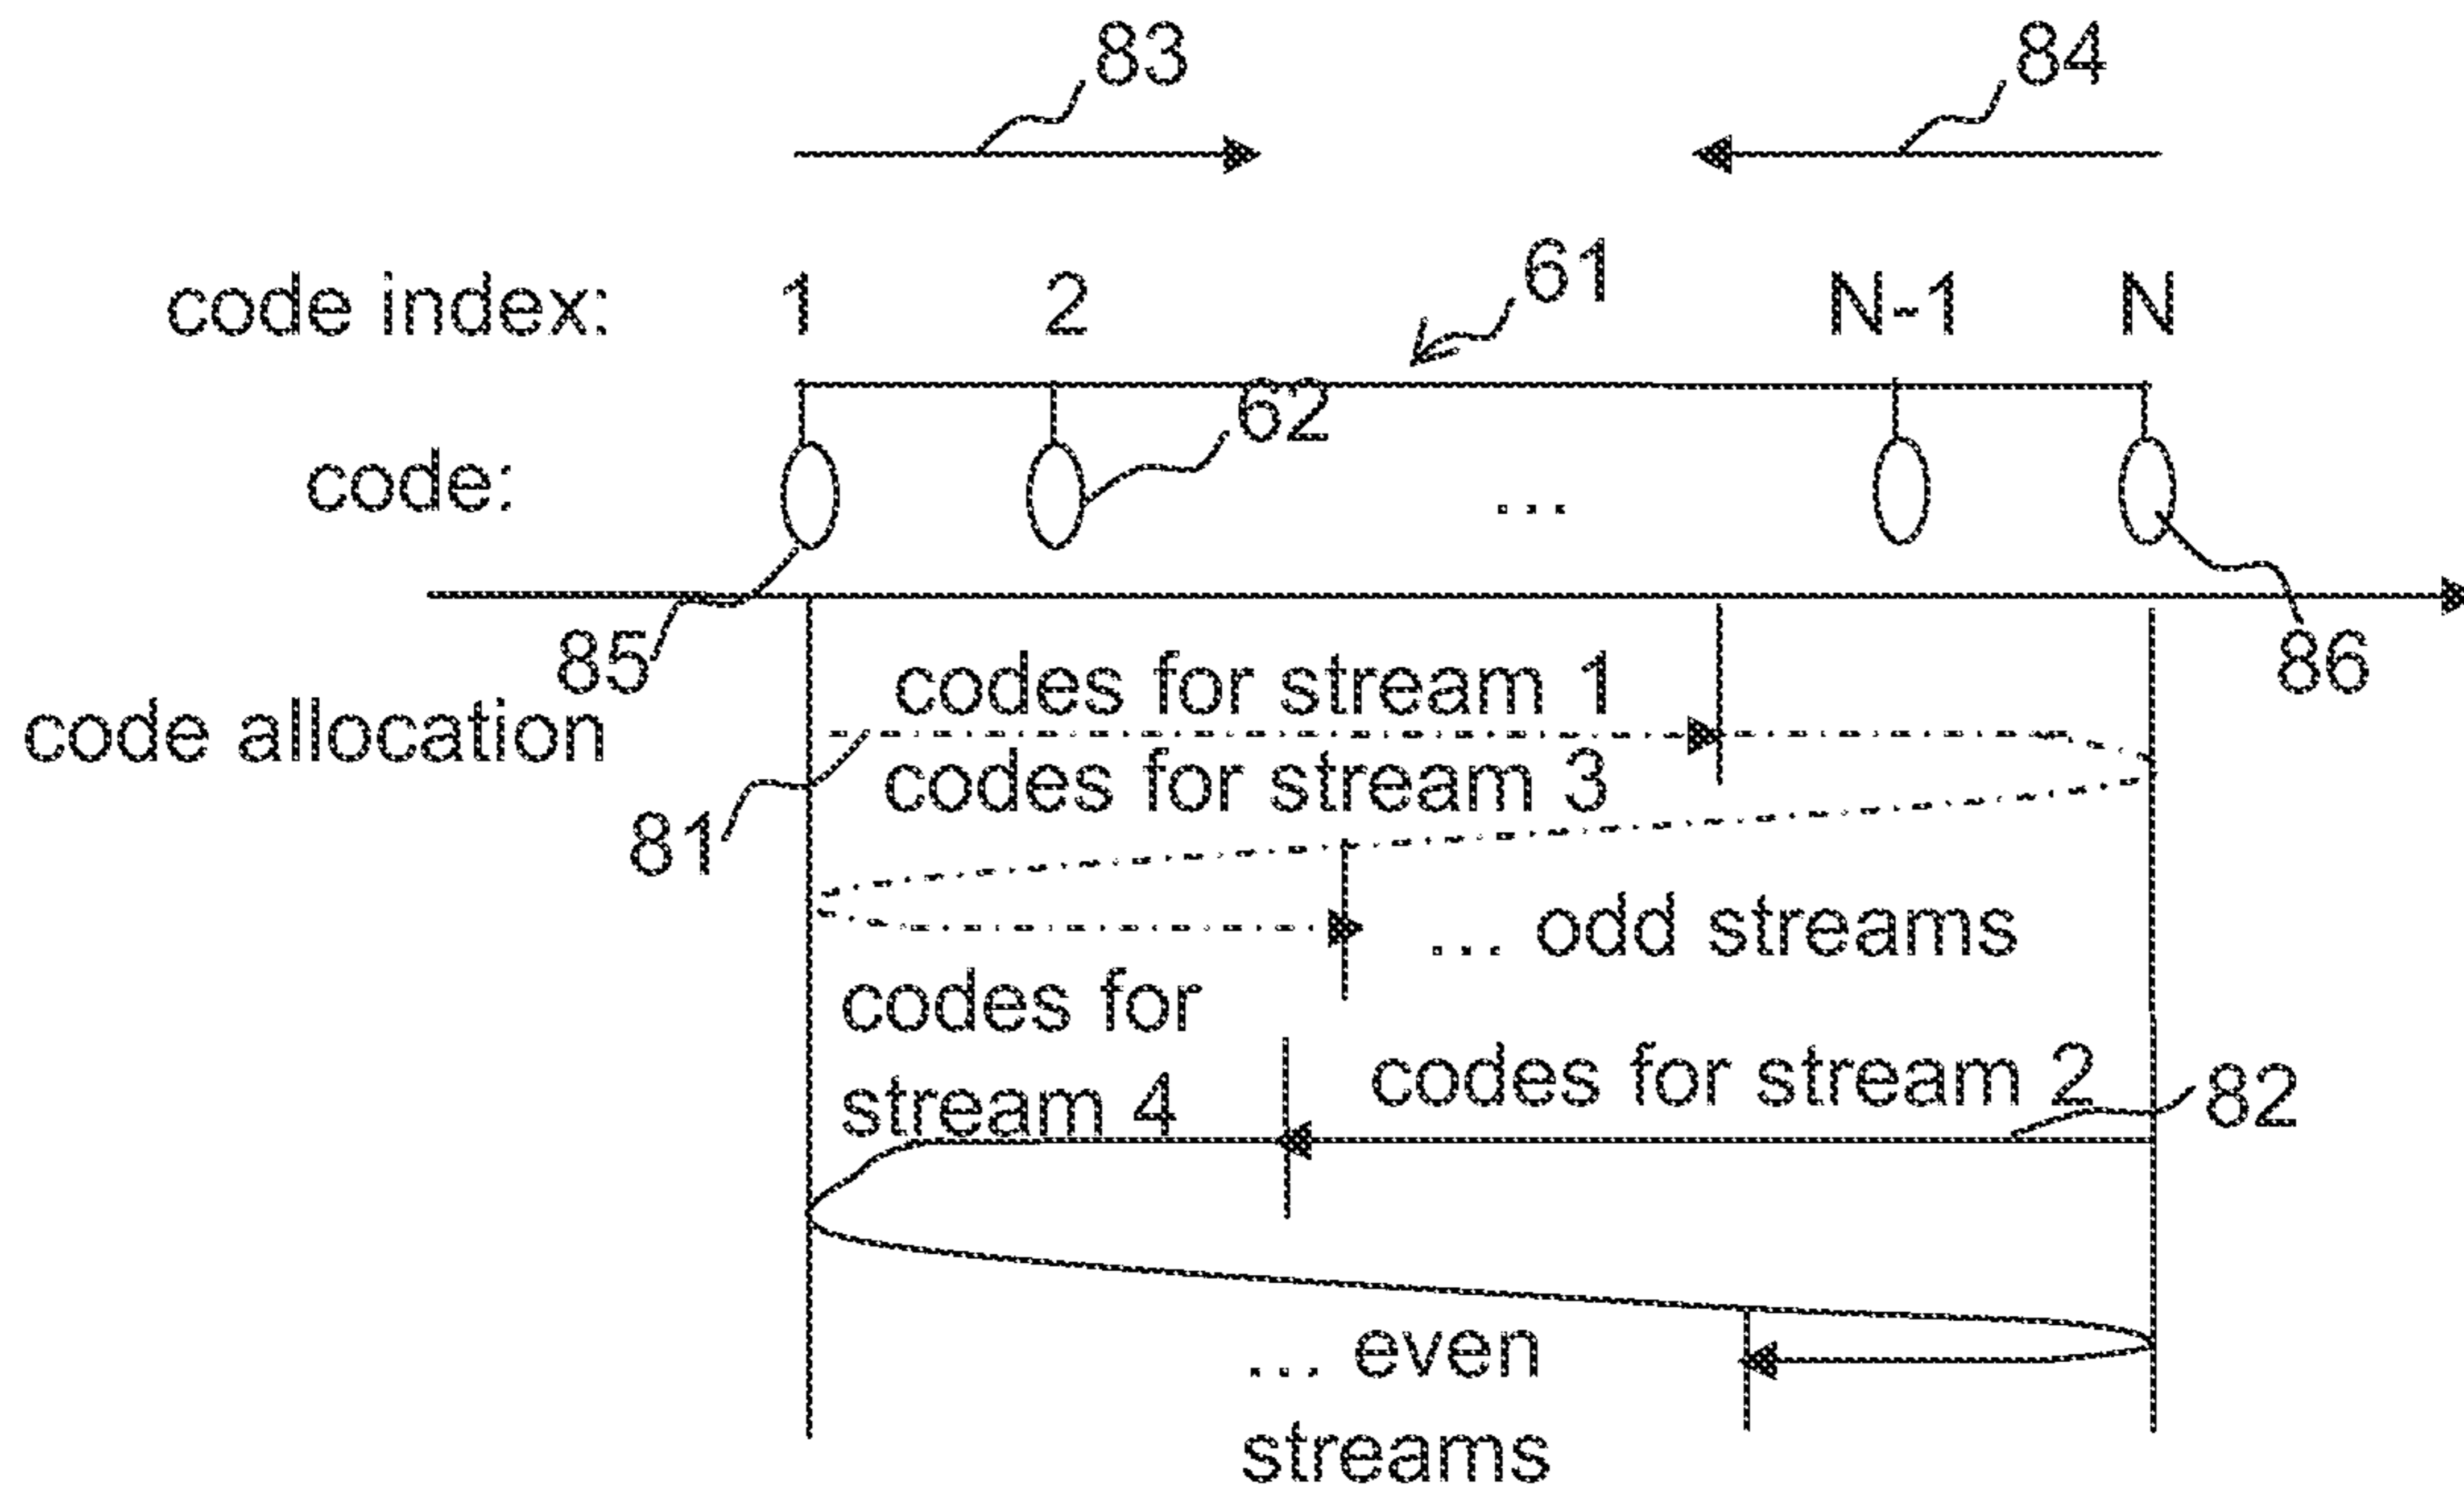 83
84
code index: 1 2 61 N-1 N
code: 62 ...
85
86
codes for stream 1
code allocation
codes for stream 3
81
... odd streams
codes for
stream 4
codes for stream 2
82
... even
streams